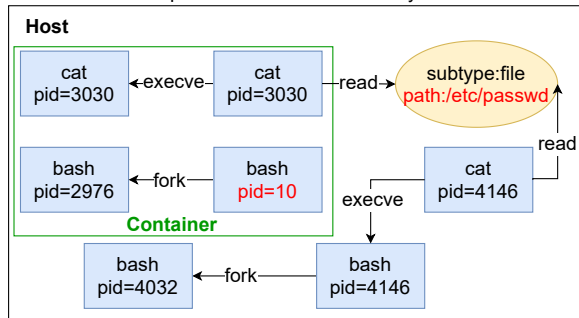 Host
cat
pid=3030
execve
cat
pid=3030
read
subtype:file
path:/etc/passwd
read
bash
pid=2976
fork
bash
pid=10
cat
pid=4146
execve
Container
bash
pid=4032
fork
bash
pid=4146